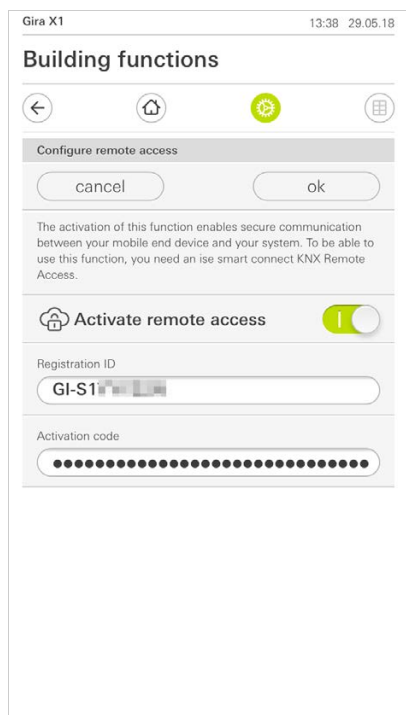 Gira X1 13:38 29.05.18
Building functions
Configure remote access
cancel ok
The activation of this function enables secure communication
between your mobile end device and your system. To be able to
use this function, you need an ise smart connect KNX Remote
Access.
Activate remote access
Registration ID
GI-S1
Activation code
●●●●●●●●●●●●●●●●●●●●●●●●●●●●●●